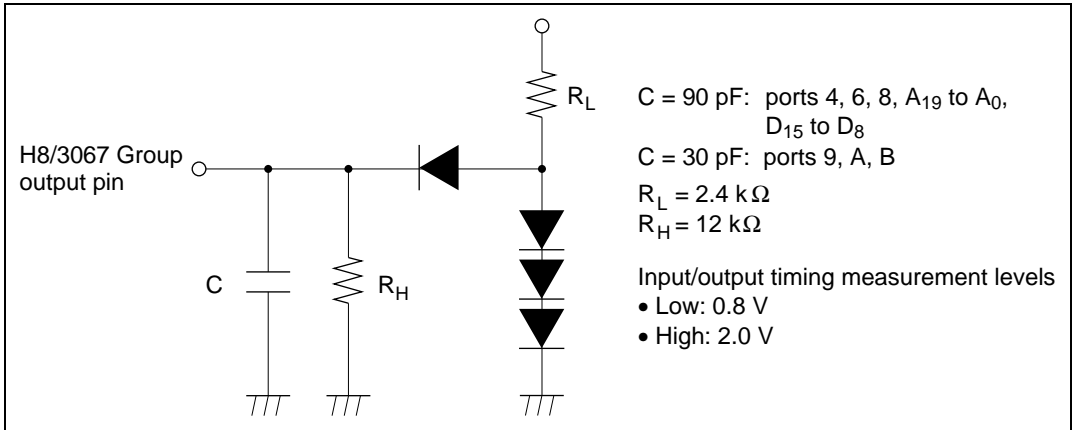 R_L
H8/3067 Group
output pin
C
R_H
C = 90 pF: ports 4, 6, 8, A₁₉ to A₀,
D₁₅ to D₈
C = 30 pF: ports 9, A, B
R_L = 2.4 kΩ
R_H = 12 kΩ
Input/output timing measurement levels
• Low: 0.8 V
• High: 2.0 V